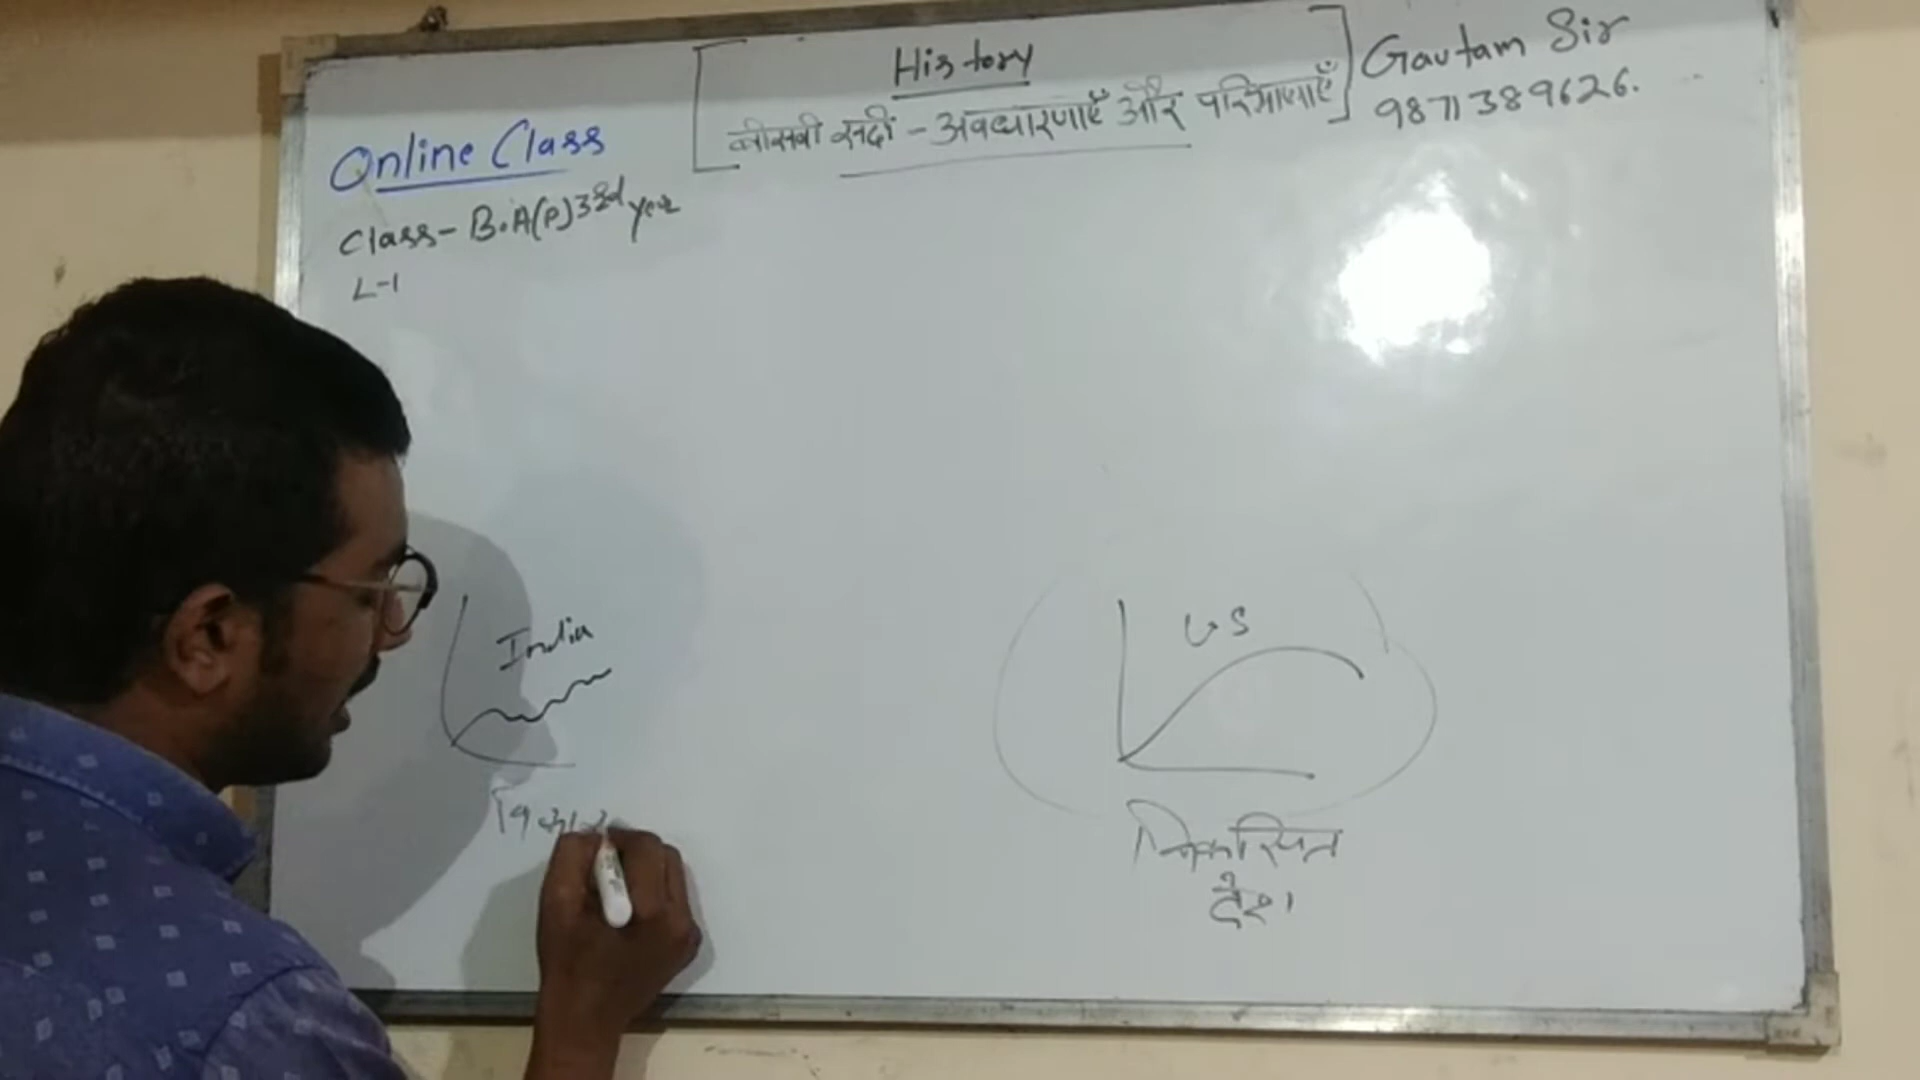 History
बीसवी सदी - अवधारणाएँ और परिभाषाएँ
Gautam Sir
9871389626.
Online Class
Class - B.A(P) 3rd year
L-1
India
US
विकास
विकसित
देश